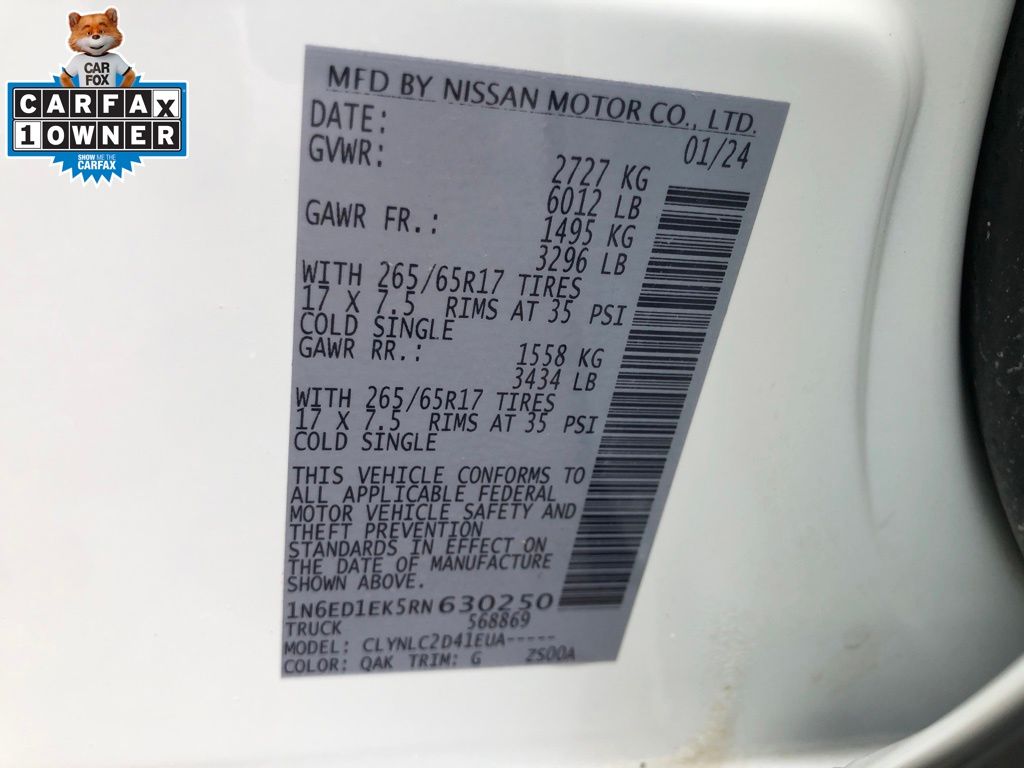 CAR
FOX
CARFAX
1 OWNER
SHOW ME THE
CARFAX
MFD BY NISSAN MOTOR CO., LTD.
DATE: 01/24
GVWR: 2727 KG
6012 LB
GAWR FR.: 1495 KG
3296 LB
WITH 265/65R17 TIRES
17 X 7.5 RIMS AT 35 PSI
COLD SINGLE
GAWR RR.: 1558 KG
3434 LB
WITH 265/65R17 TIRES
17 X 7.5 RIMS AT 35 PSI
COLD SINGLE
THIS VEHICLE CONFORMS TO
ALL APPLICABLE FEDERAL
MOTOR VEHICLE SAFETY AND
THEFT PREVENTION
STANDARDS IN EFFECT ON
THE DATE OF MANUFACTURE
SHOWN ABOVE.
1N6ED1EK5RN630250
TRUCK 568869
MODEL: CLYNLC2D41EUA-----
COLOR: QAK TRIM: G ZS00A